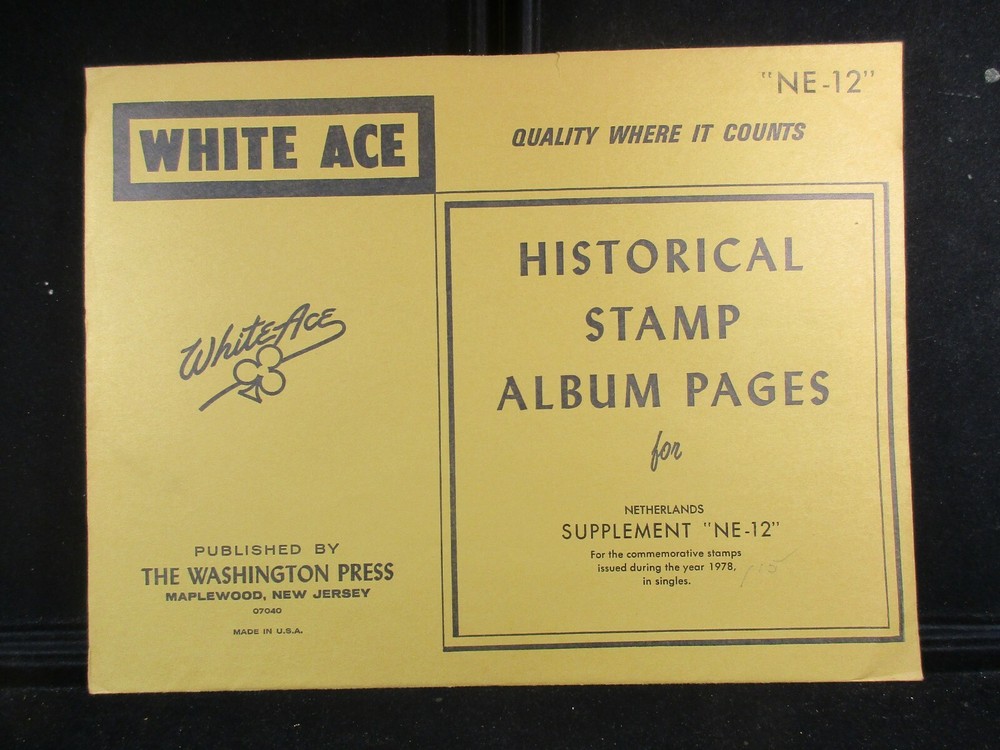 "NE-12"
WHITE ACE
QUALITY WHERE IT COUNTS
HISTORICAL
STAMP
ALBUM PAGES
for
NETHERLANDS
SUPPLEMENT "NE-12"
For the commemorative stamps
issued during the year 1978,
in singles.
White Ace
PUBLISHED BY
THE WASHINGTON PRESS
MAPLEWOOD, NEW JERSEY
07040
MADE IN U.S.A.